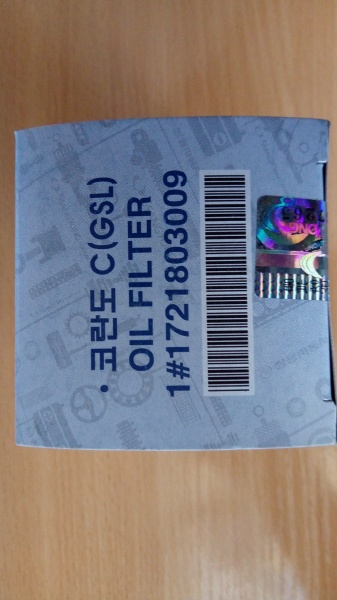 • 코란도 C(GSL)
OIL FILTER
1#1721803009